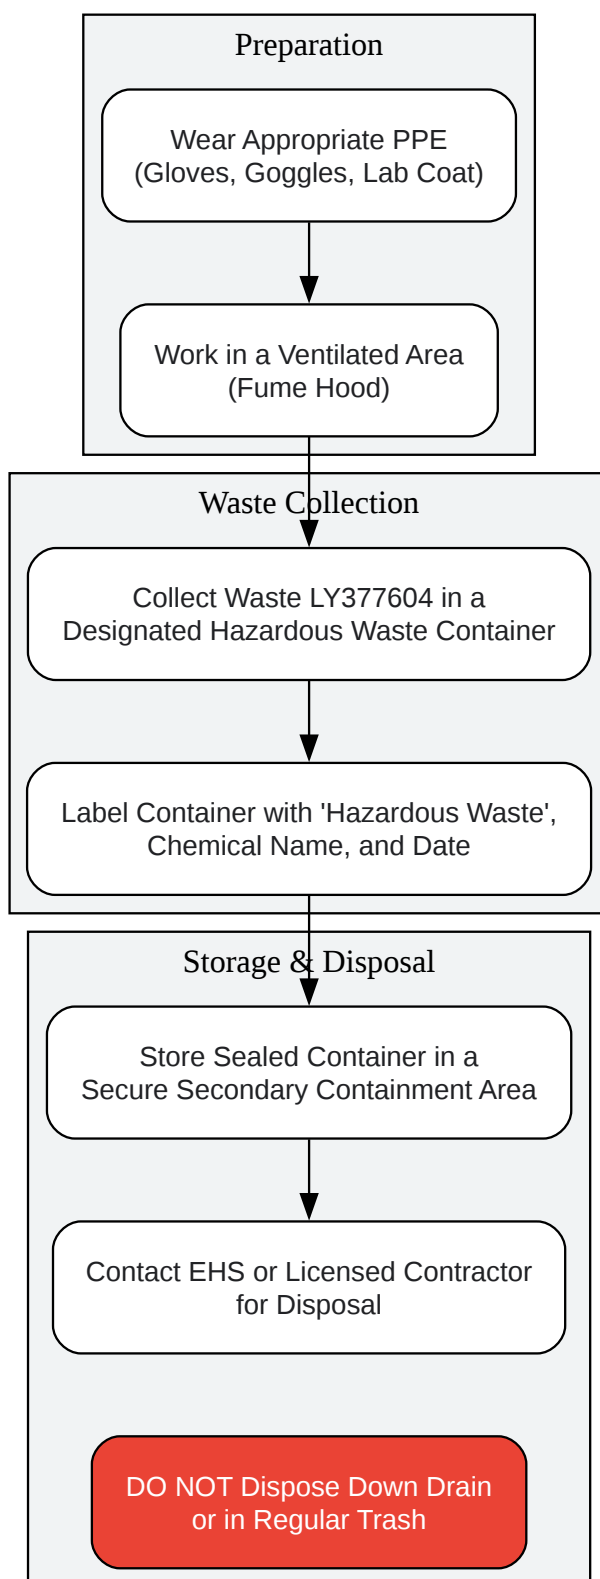 Preparation
Wear Appropriate PPE
(Gloves, Goggles, Lab Coat)
Work in a Ventilated Area
(Fume Hood)
Waste Collection
Collect Waste LY377604 in a
Designated Hazardous Waste Container
Label Container with 'Hazardous Waste',
Chemical Name, and Date
Storage & Disposal
Store Sealed Container in a
Secure Secondary Containment Area
Contact EHS or Licensed Contractor
for Disposal
DO NOT Dispose Down Drain
or in Regular Trash